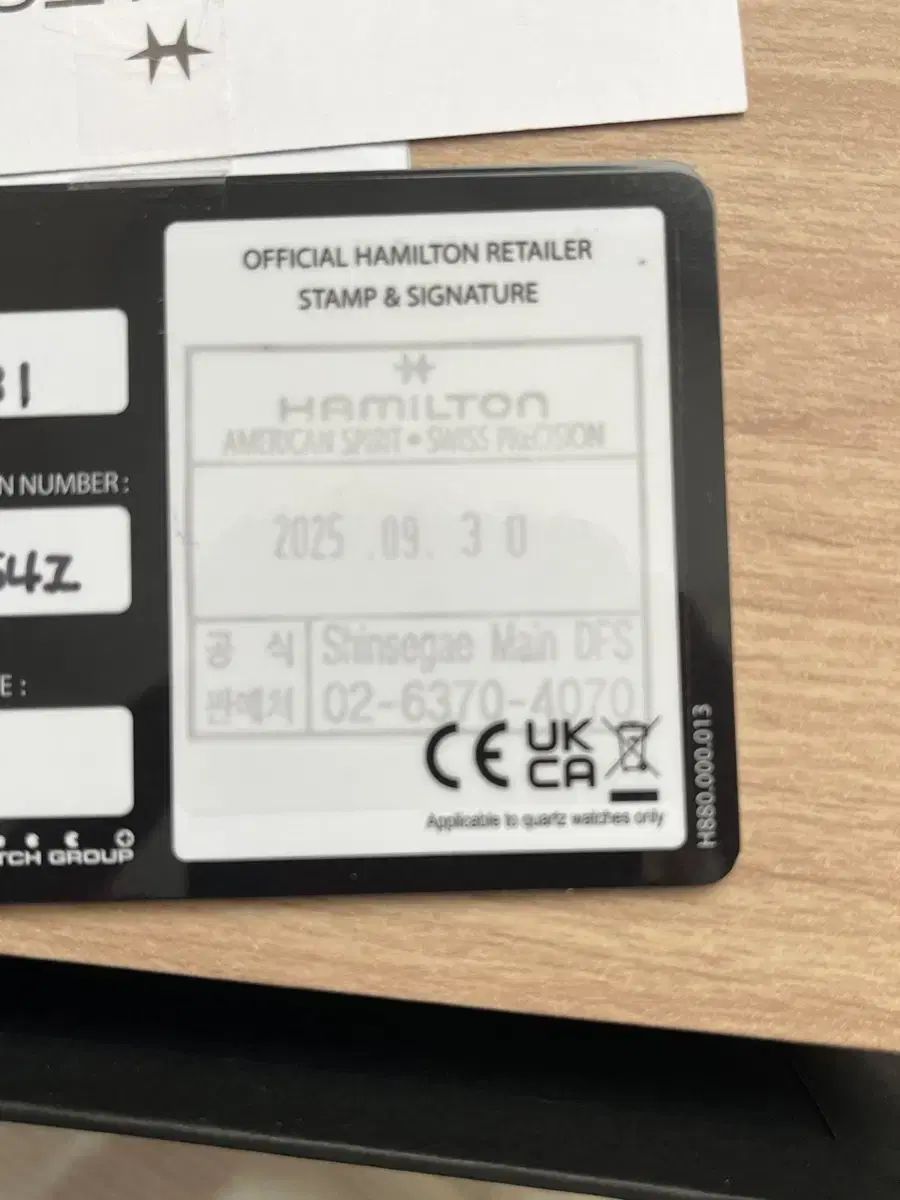 OFFICIAL HAMILTON RETAILER
STAMP & SIGNATURE
HAMILTON
AMERICAN SPIRIT • SWISS PRECISION
2025 .09. 30
공 식
판매처
Shinsegae Main DFS
02-6370-4070
CE UK
CA
Applicable to quartz watches only
H880.000.013
31
N NUMBER :
E :
TCH GROUP